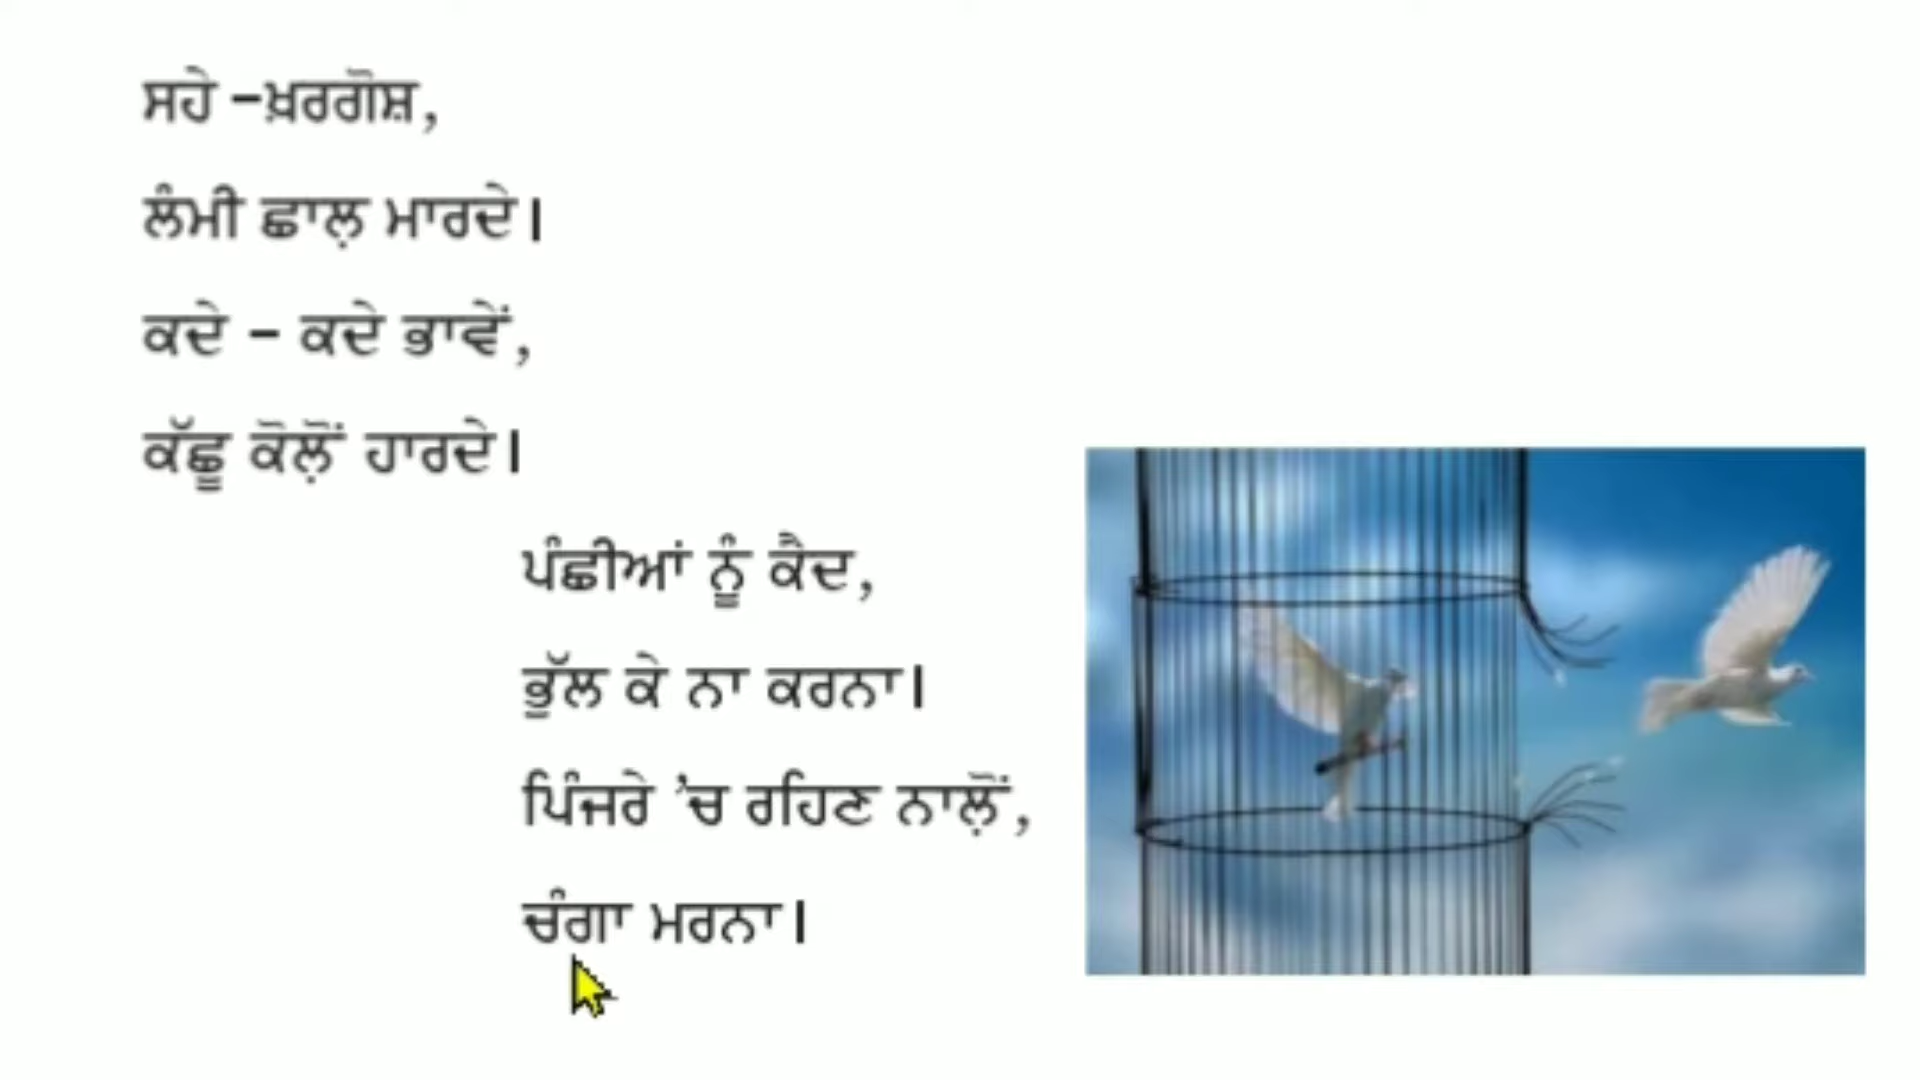 ਸਹੇ -ਖ਼ਰਗੋਸ਼,
ਲੰਮੀ ਛਾਲ਼ ਮਾਰਦੇ।
ਕਦੇ - ਕਦੇ ਭਾਵੇਂ,
ਕੱਛੂ ਕੋਲ਼ੋਂ ਹਾਰਦੇ।
ਪੰਛੀਆਂ ਨੂੰ ਕੈਦ,
ਭੁੱਲ ਕੇ ਨਾ ਕਰਨਾ।
ਪਿੰਜਰੇ 'ਚ ਰਹਿਣ ਨਾਲ਼ੋਂ,
ਚੰਗਾ ਮਰਨਾ।